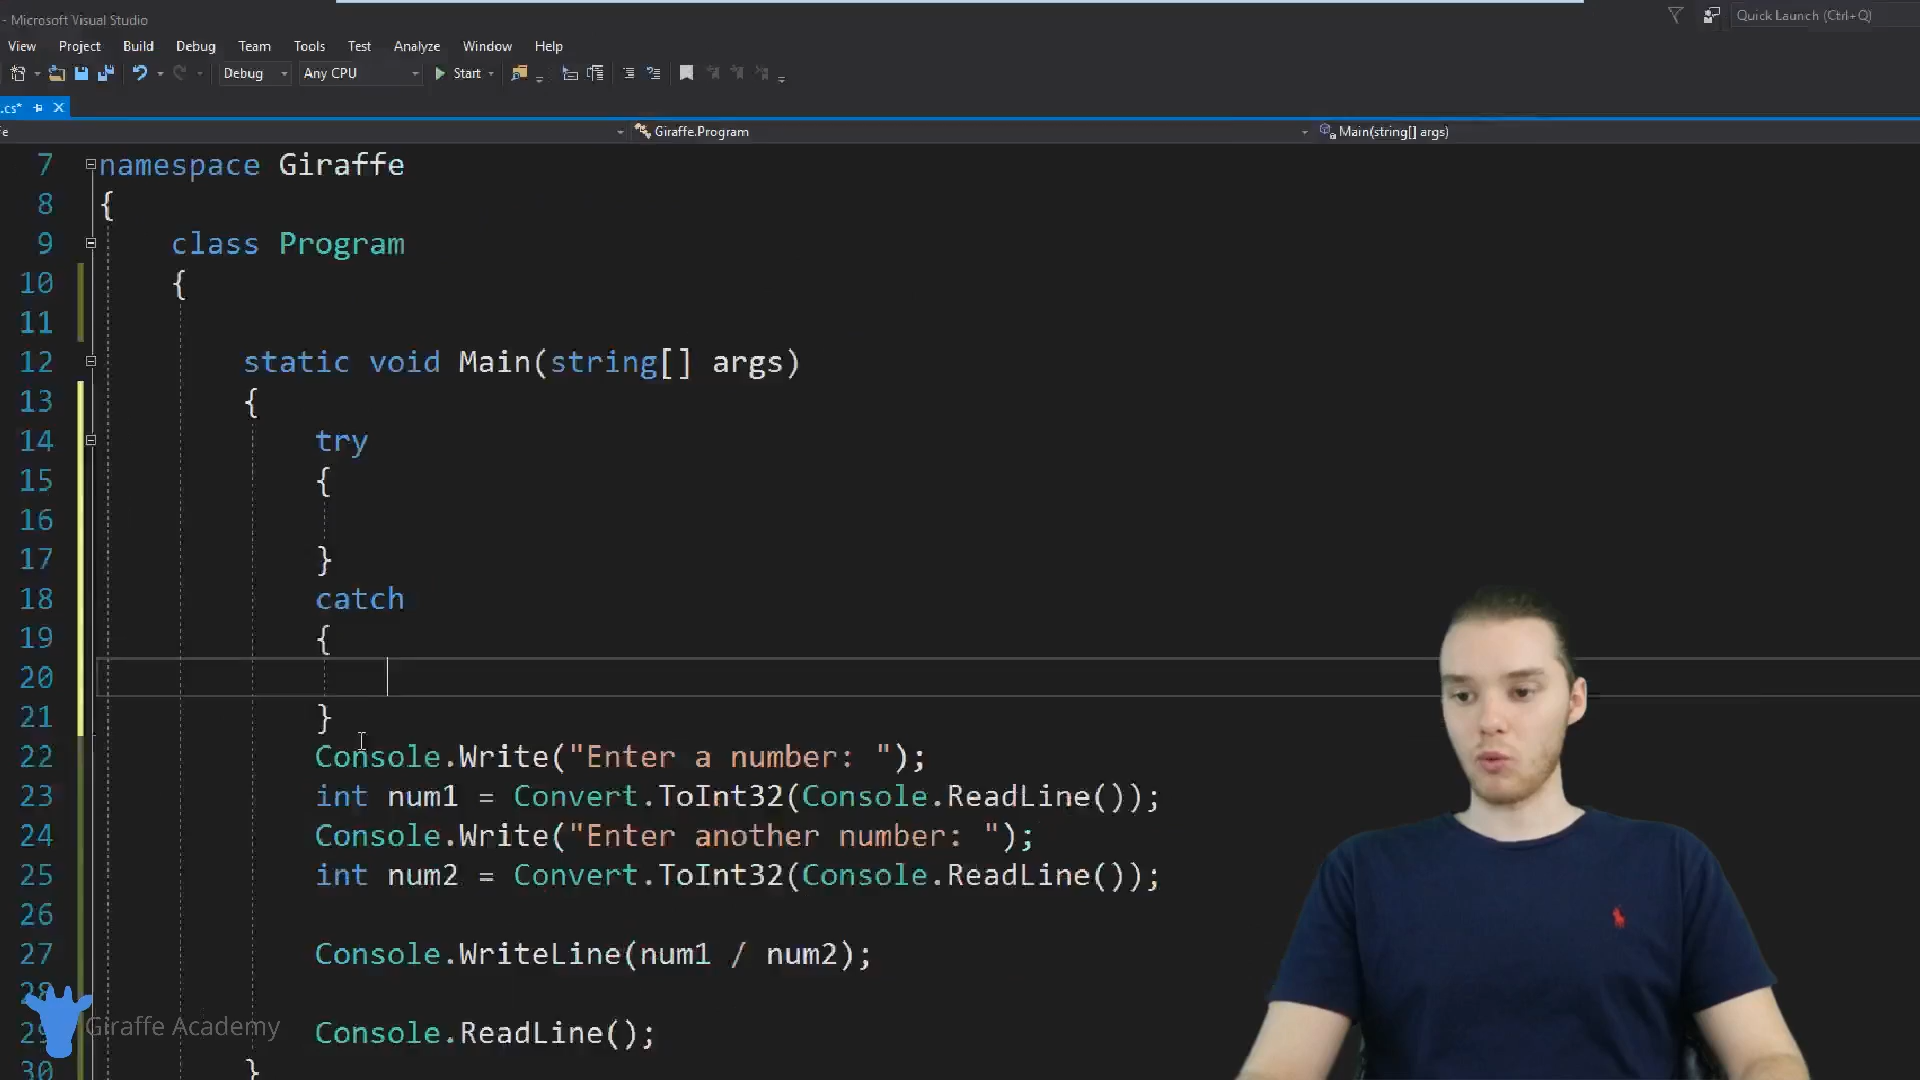 - Microsoft Visual Studio
Quick Launch (Ctrl+Q)
View Project Build Debug Team Tools Test Analyze Window Help
Debug Any CPU Start
.cs*
Giraffe.Program Main(string[] args)
7 namespace Giraffe
8 {
9 class Program
10 {
11
12 static void Main(string[] args)
13 {
14 try
15 {
16
17 }
18 catch
19 {
20
21 }
22 Console.Write("Enter a number: ");
23 int num1 = Convert.ToInt32(Console.ReadLine());
24 Console.Write("Enter another number: ");
25 int num2 = Convert.ToInt32(Console.ReadLine());
26
27 Console.WriteLine(num1 / num2);
28
29 Console.ReadLine();
30 }
Giraffe Academy